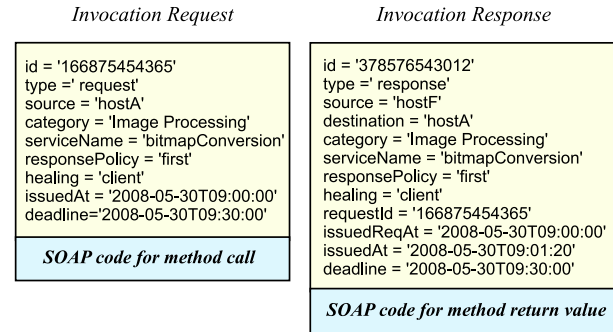 Invocation Request
id = '166875454365'
type =' request'
source = 'hostA'
category = 'Image Processing'
serviceName = 'bitmapConversion'
responsePolicy = 'first'
healing = 'client'
issuedAt = '2008-05-30T09:00:00'
deadline='2008-05-30T09:30:00'
SOAP code for method call
Invocation Response
id = '378576543012'
type =' response'
source = 'hostF'
destination = 'hostA'
category = 'Image Processing'
serviceName = 'bitmapConversion'
responsePolicy = 'first'
healing = 'client'
requestId = '166875454365'
issuedReqAt = '2008-05-30T09:00:00'
issuedAt = '2008-05-30T09:01:20'
deadline = '2008-05-30T09:30:00'
SOAP code for method return value